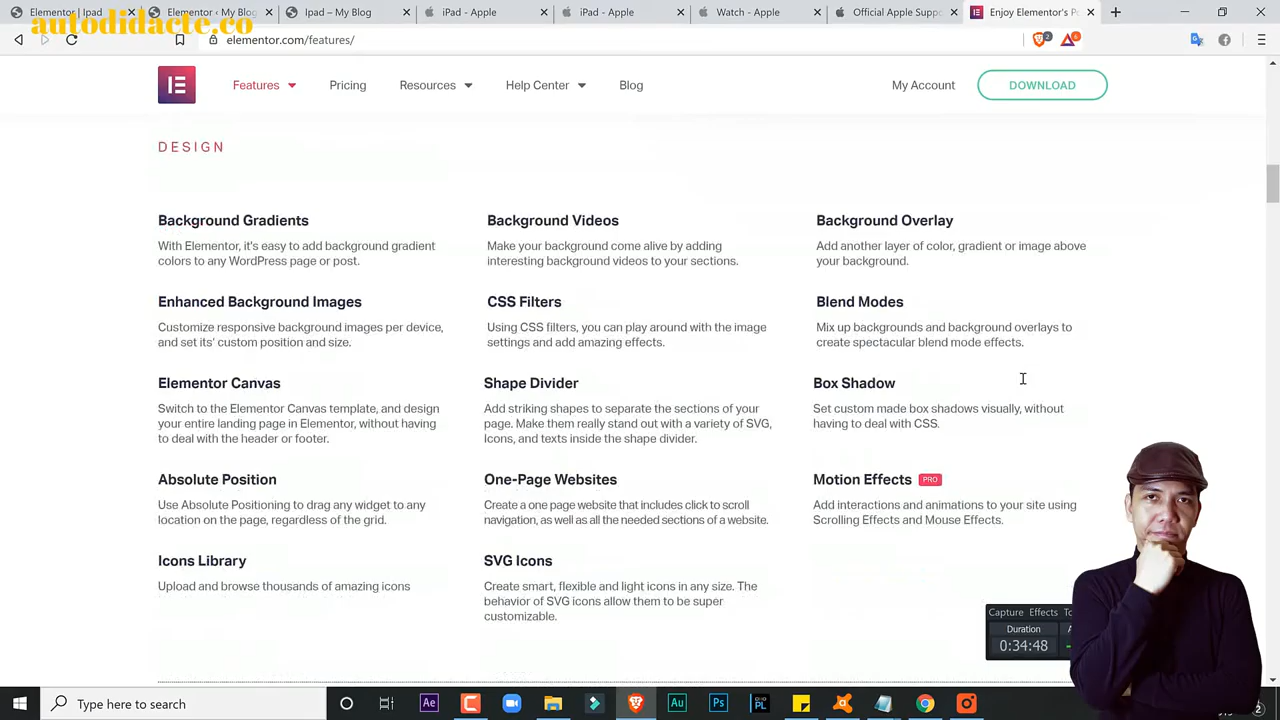 Elementor | Ipad
Elementor ‹ My Blog
Ipad – My Blog
iPad - Apple
iPad - Apple
Watch - Apple
Official Apple Supp
Enjoy Elementor's P
autodidacte.co
elementor.com/features/
2
6
Features
Pricing
Resources
Help Center
Blog
My Account
DOWNLOAD
DESIGN
Background Gradients
With Elementor, it's easy to add background gradient
colors to any WordPress page or post.
Background Videos
Make your background come alive by adding
interesting background videos to your sections.
Background Overlay
Add another layer of color, gradient or image above
your background.
Enhanced Background Images
Customize responsive background images per device,
and set its' custom position and size.
CSS Filters
Using CSS filters, you can play around with the image
settings and add amazing effects.
Blend Modes
Mix up backgrounds and background overlays to
create spectacular blend mode effects.
Elementor Canvas
Switch to the Elementor Canvas template, and design
your entire landing page in Elementor, without having
to deal with the header or footer.
Shape Divider
Add striking shapes to separate the sections of your
page. Make them really stand out with a variety of SVG,
Icons, and texts inside the shape divider.
Box Shadow
Set custom made box shadows visually, without
having to deal with CSS.
Absolute Position
Use Absolute Positioning to drag any widget to any
location on the page, regardless of the grid.
One-Page Websites
Create a one page website that includes click to scroll
navigation, as well as all the needed sections of a website.
Motion Effects PRO
Add interactions and animations to your site using
Scrolling Effects and Mouse Effects.
Icons Library
Upload and browse thousands of amazing icons
SVG Icons
Create smart, flexible and light icons in any size. The
behavior of SVG icons allow them to be super
customizable.
Capture Effects To
Duration
0:34:48
Type here to search
Ae
Au
Ps
PL
2